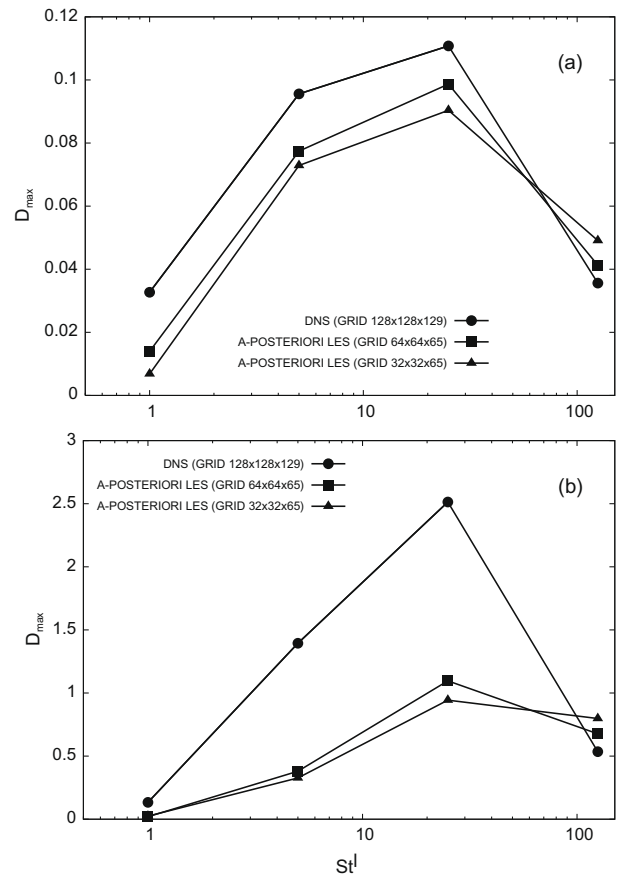 0.12
(a)
0.1
0.08
D_max
0.06
0.04
DNS (GRID 128x128x129)
A-POSTERIORI LES (GRID 64x64x65)
0.02
A-POSTERIORI LES (GRID 32x32x65)
0
1 10 100
3
DNS (GRID 128x128x129)
(b)
A-POSTERIORI LES (GRID 64x64x65)
2.5
A-POSTERIORI LES (GRID 32x32x65)
2
D_max
1.5
1
0.5
0
1 10 100
St^l